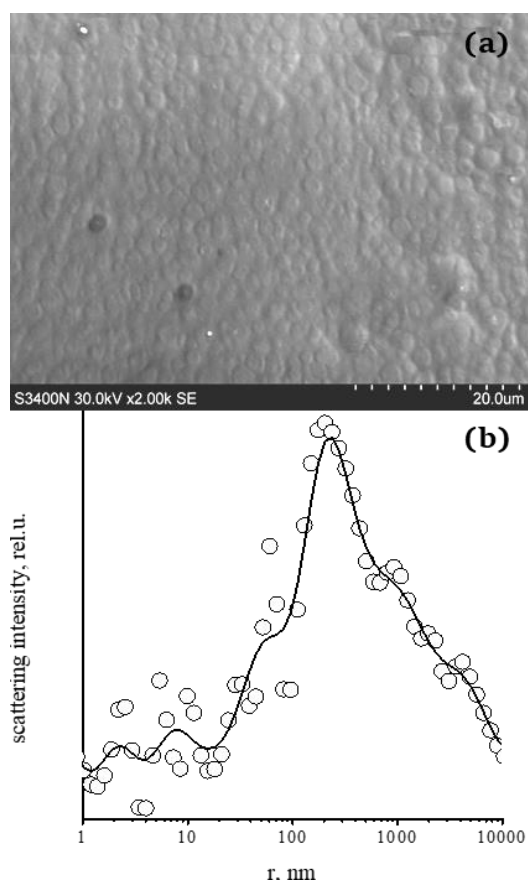 (a)
S3400N 30.0kV x2.00k SE 20.0um
(b)
scattering intensity, rel.u.
1 10 100 1000 10000
r, nm